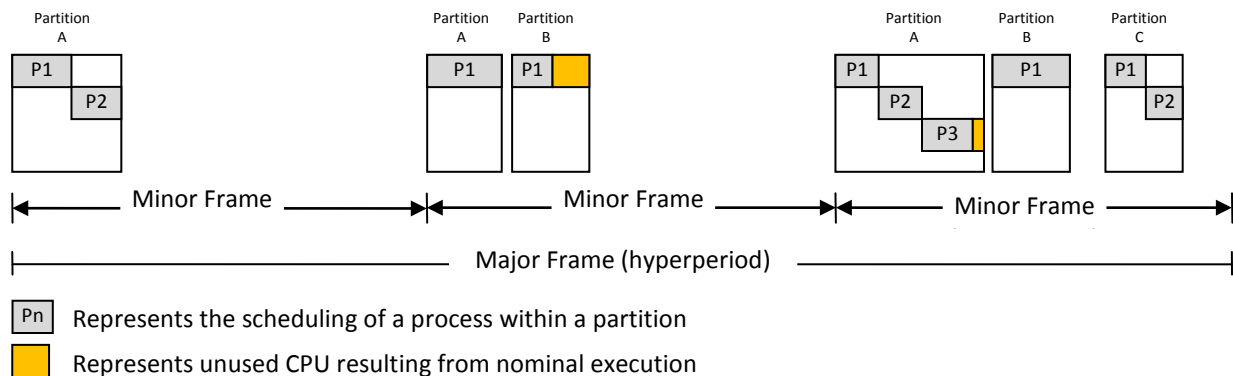 Partition
A
Partition
A
Partition
B
Partition
A
Partition
B
Partition
C
P1
P2
P1
P1
P1
P2
P3
P1
P1
P2
Minor Frame
Minor Frame
Minor Frame
Major Frame (hyperperiod)
Pn Represents the scheduling of a process within a partition
Represents unused CPU resulting from nominal execution